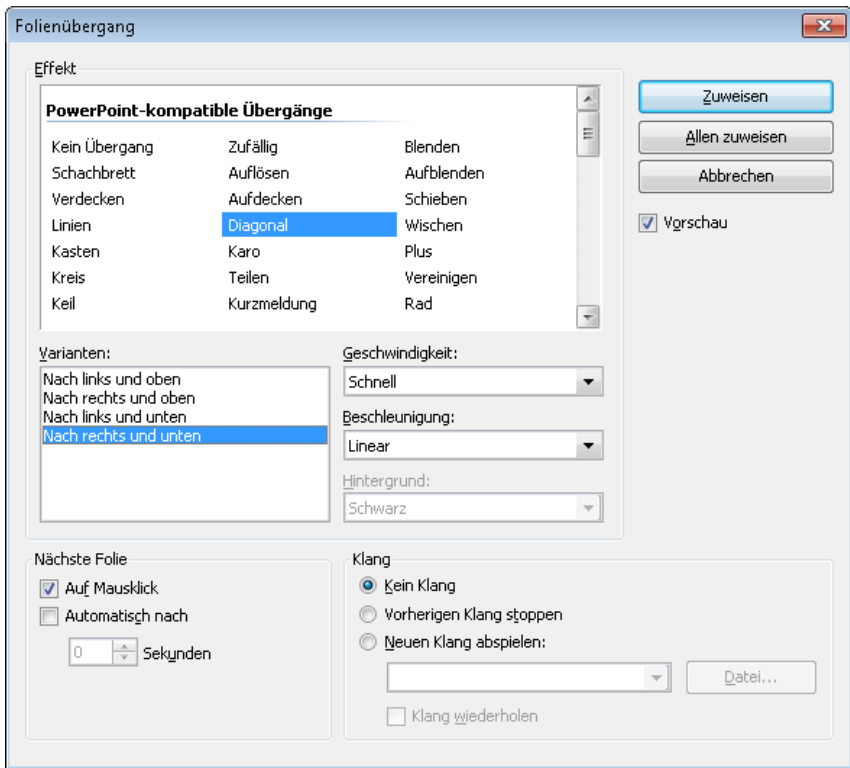 Folienübergang
Effekt
PowerPoint-kompatible Übergänge
Kein Übergang Zufällig Blenden
Schachbrett Auflösen Aufblenden
Verdecken Aufdecken Schieben
Linien Diagonal Wischen
Kasten Karo Plus
Kreis Teilen Vereinigen
Keil Kurzmeldung Rad
Zuweisen
Allen zuweisen
Abbrechen
Vorschau
Varianten:
Nach links und oben
Nach rechts und oben
Nach links und unten
Nach rechts und unten
Geschwindigkeit:
Schnell
Beschleunigung:
Linear
Hintergrund:
Schwarz
Nächste Folie
Auf Mausklick
Automatisch nach
0 Sekunden
Klang
Kein Klang
Vorherigen Klang stoppen
Neuen Klang abspielen:
Datei...
Klang wiederholen